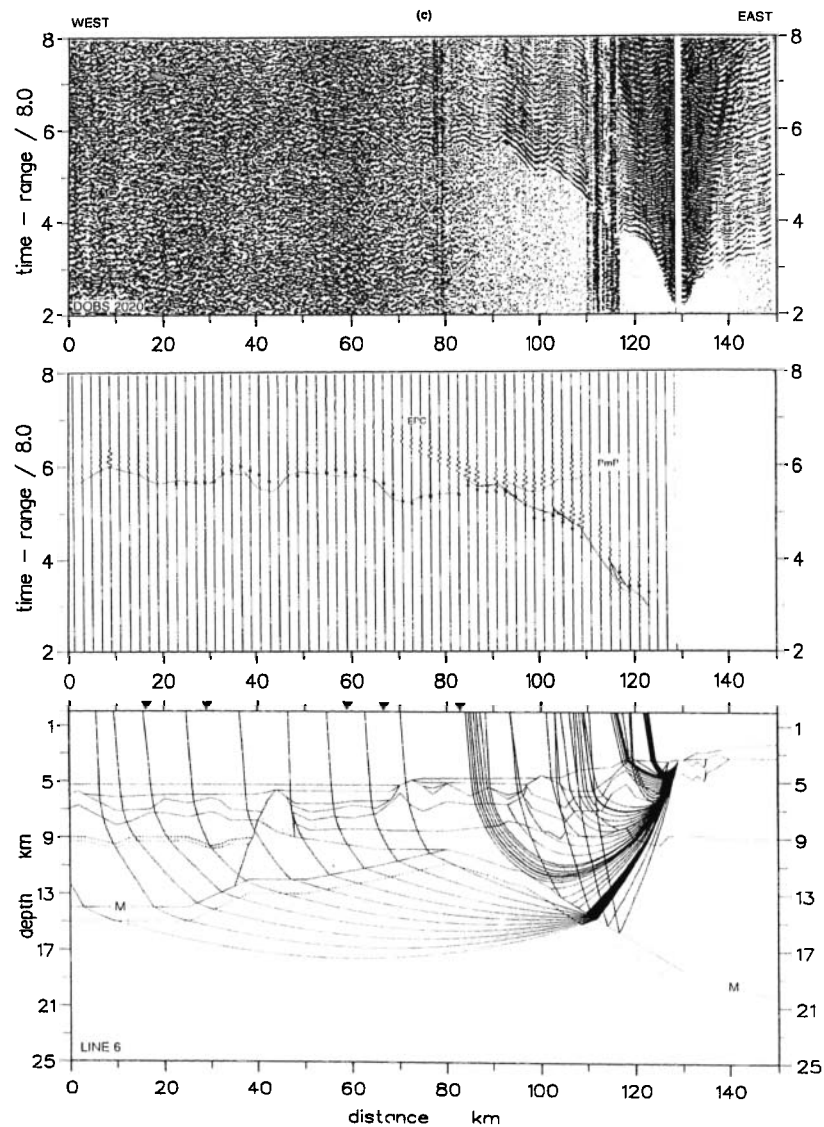 WEST (c) EAST
8 8
6 6
4 4
2 2
time – range / 8.0
DOBS 2020
0 20 40 60 80 100 120 140
8 8
6 6
4 4
2 2
time – range / 8.0
EPC
PmP
0 20 40 60 80 100 120 140
1 1
5 5
9 9
13 13
17 17
21 21
25 25
depth km
M
M
LINE 6
0 20 40 60 80 100 120 140
distance km